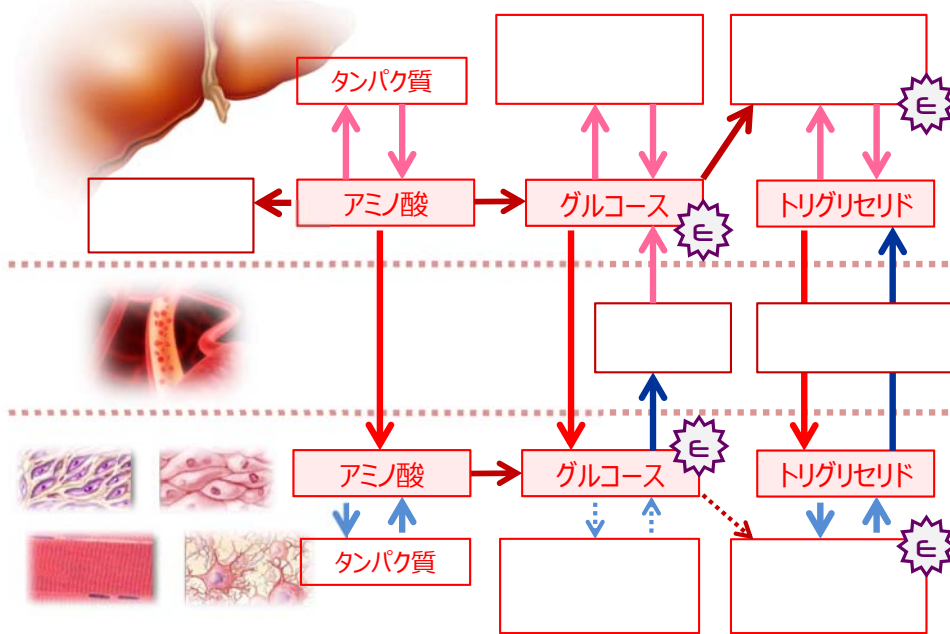 タンパク質
∈
アミノ酸
グルコース
トリグリセリド
∈
アミノ酸
グルコース
∈
トリグリセリド
タンパク質
∈